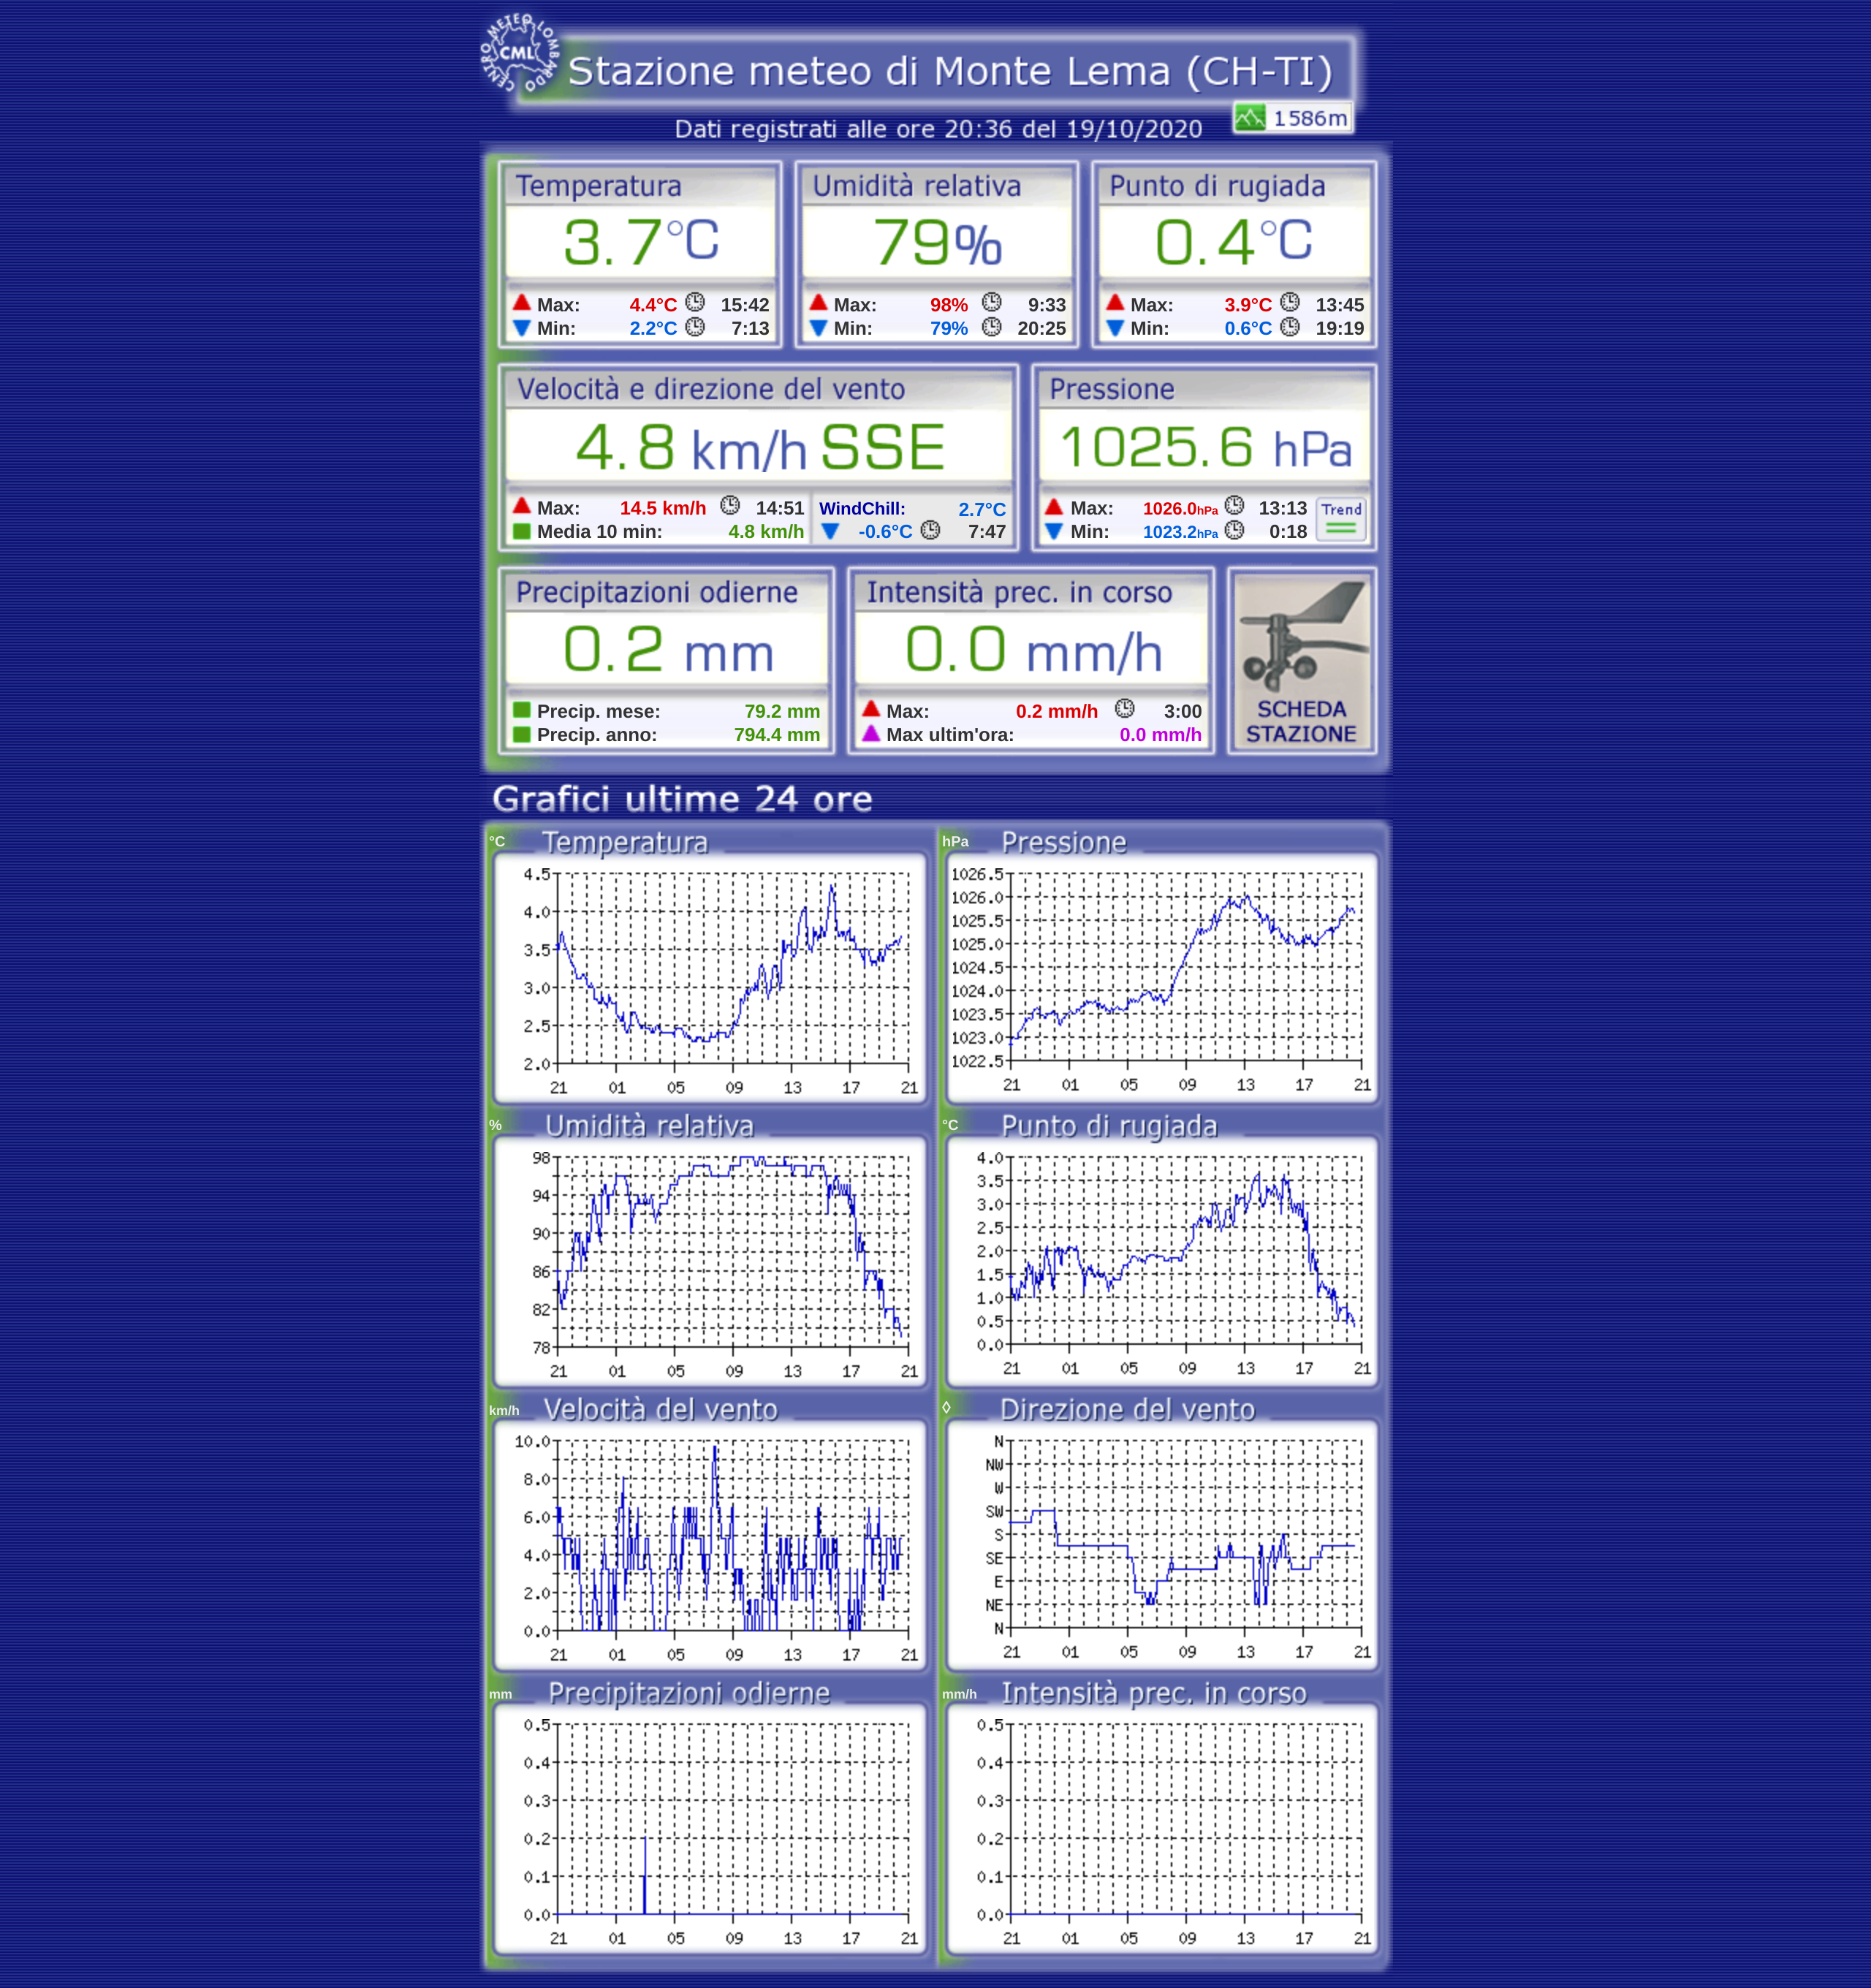 CENTRO METEO LOMBARDO
CML
Stazione meteo di Monte Lema (CH-TI)
1586m
Dati registrati alle ore 20:36 del 19/10/2020
Temperatura
3.7°C
Max: 4.4°C 15:42
Min: 2.2°C 7:13
Umidità relativa
79%
Max: 98% 9:33
Min: 79% 20:25
Punto di rugiada
0.4°C
Max: 3.9°C 13:45
Min: 0.6°C 19:19
Velocità e direzione del vento
4.8 km/h SSE
Max: 14.5 km/h 14:51
Media 10 min: 4.8 km/h
WindChill: 2.7°C
-0.6°C 7:47
Pressione
1025.6 hPa
Max: 1026.0hPa 13:13
Min: 1023.2hPa 0:18
Trend
Precipitazioni odierne
0.2 mm
Precip. mese: 79.2 mm
Precip. anno: 794.4 mm
Intensità prec. in corso
0.0 mm/h
Max: 0.2 mm/h 3:00
Max ultim'ora: 0.0 mm/h
SCHEDA
STAZIONE
Grafici ultime 24 ore
°C Temperatura
4.5
4.0
3.5
3.0
2.5
2.0
21 01 05 09 13 17 21
hPa Pressione
1026.5
1026.0
1025.5
1025.0
1024.5
1024.0
1023.5
1023.0
1022.5
21 01 05 09 13 17 21
% Umidità relativa
98
94
90
86
82
78
21 01 05 09 13 17 21
°C Punto di rugiada
4.0
3.5
3.0
2.5
2.0
1.5
1.0
0.5
0.0
21 01 05 09 13 17 21
km/h Velocità del vento
10.0
8.0
6.0
4.0
2.0
0.0
21 01 05 09 13 17 21
◊ Direzione del vento
N
NW
W
SW
S
SE
E
NE
N
21 01 05 09 13 17 21
mm Precipitazioni odierne
0.5
0.4
0.3
0.2
0.1
0.0
21 01 05 09 13 17 21
mm/h Intensità prec. in corso
0.5
0.4
0.3
0.2
0.1
0.0
21 01 05 09 13 17 21